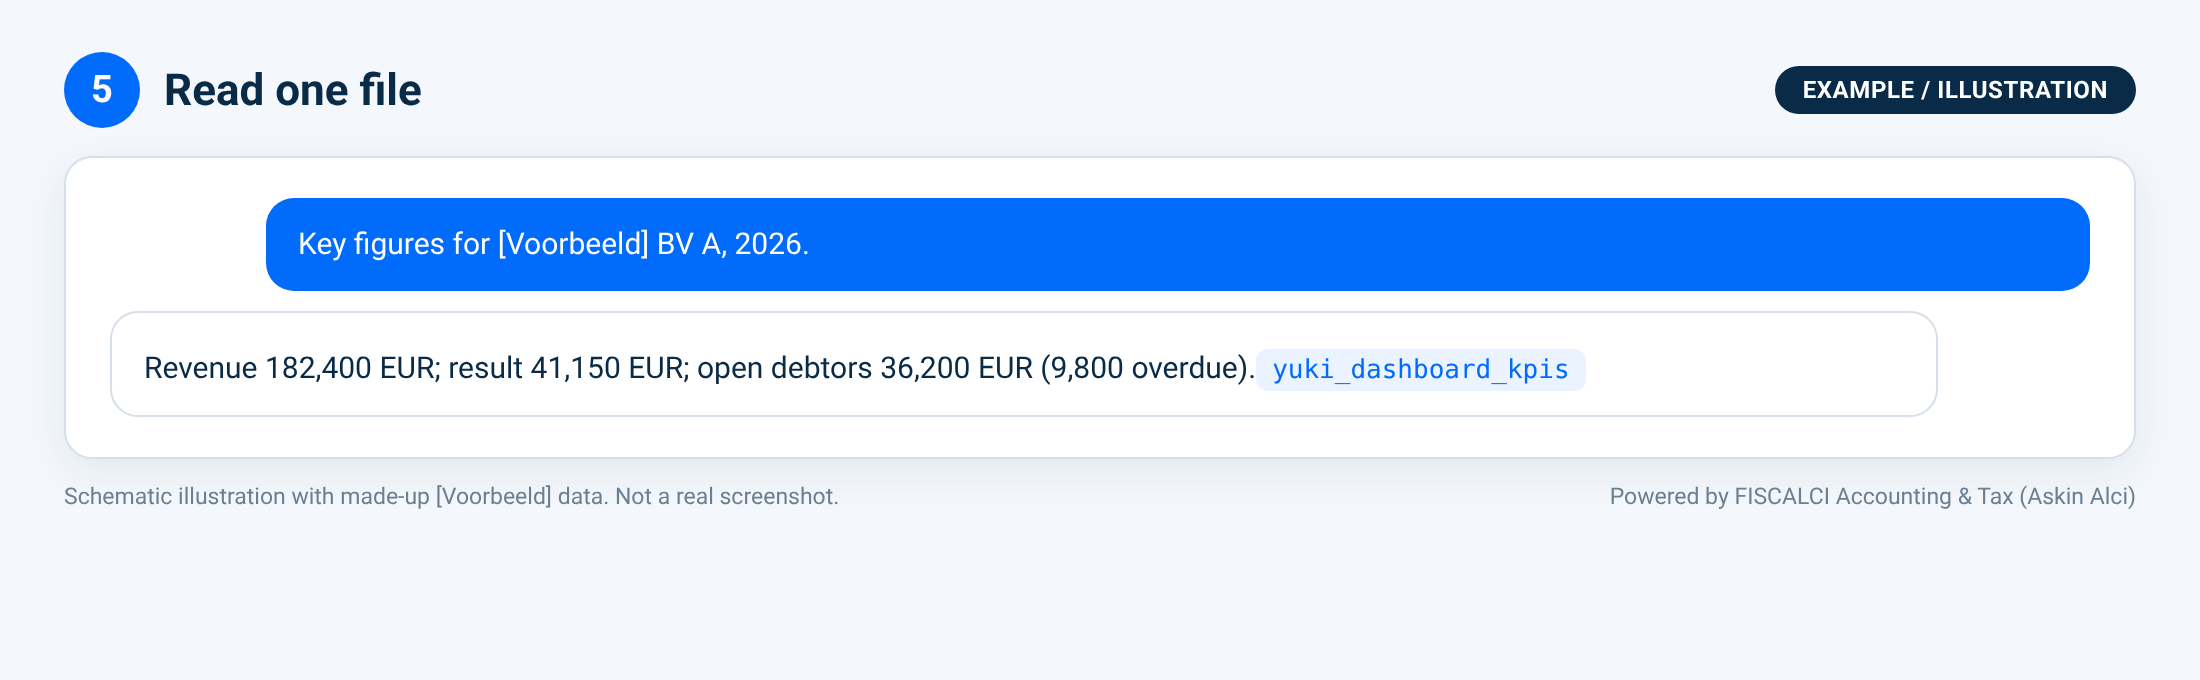 5
Read one file
EXAMPLE / ILLUSTRATION
Key figures for [Voorbeeld] BV A, 2026.
Revenue 182,400 EUR; result 41,150 EUR; open debtors 36,200 EUR (9,800 overdue). yuki_dashboard_kpis
Schematic illustration with made-up [Voorbeeld] data. Not a real screenshot.
Powered by FISCALCI Accounting & Tax (Askin Alci)